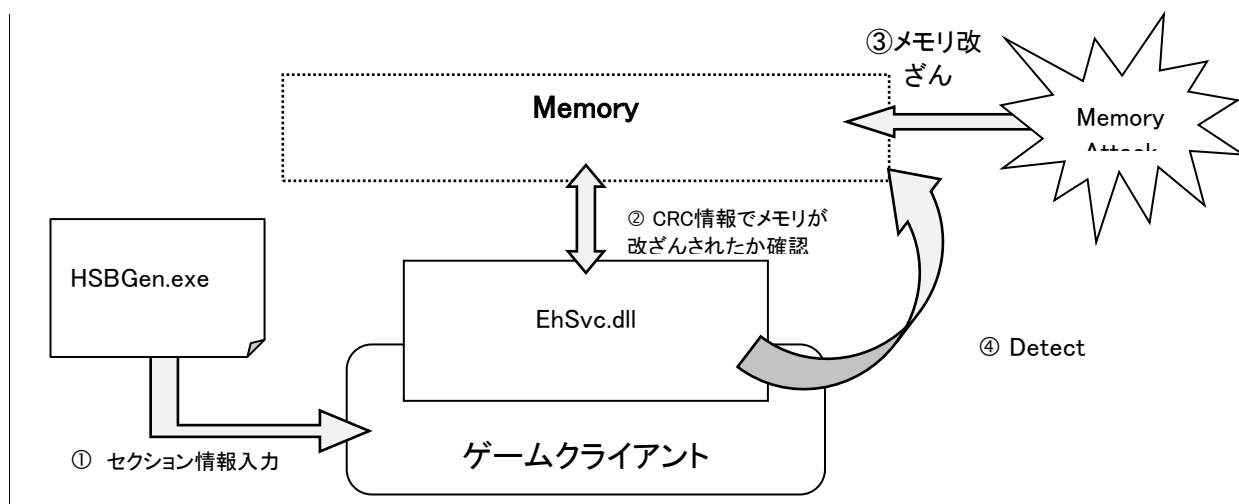 ③メモリ改
ざん
Memory
Memory
② CRC情報でメモリが
改ざんされたか確認
HSBGen.exe
EhSvc.dll
④ Detect
ゲームクライアント
① セクション情報入力